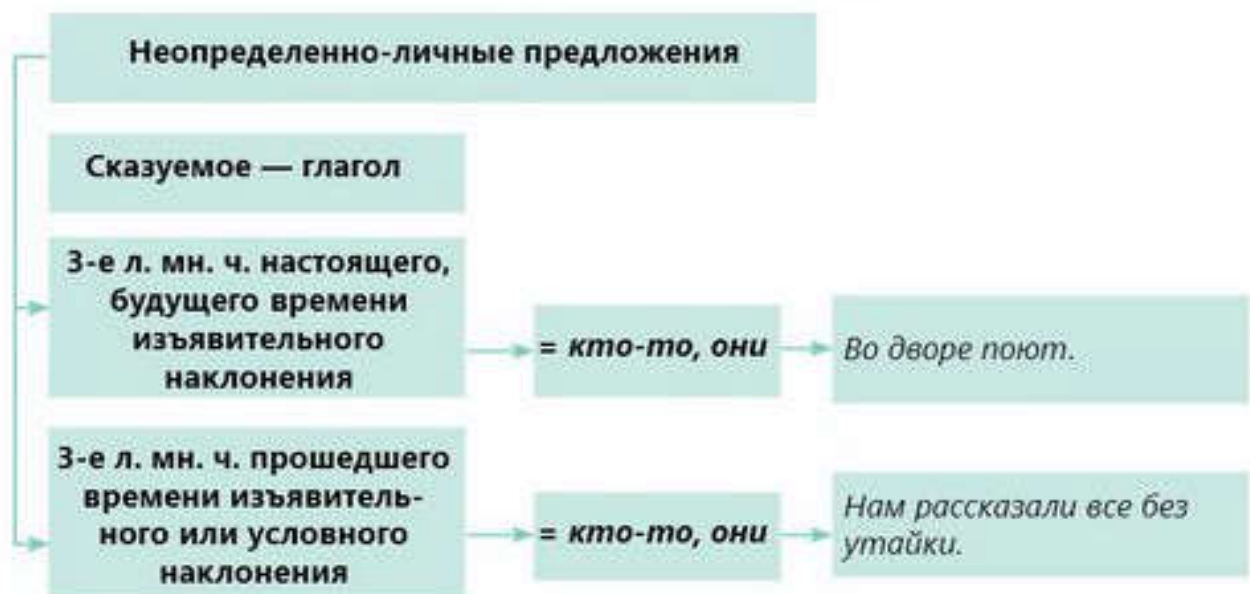 Неопределенно-личные предложения
Сказуемое — глагол
3-е л. мн. ч. настоящего,
будущего времени
изъявительного
наклонения
= кто-то, они
Во дворе поют.
3-е л. мн. ч. прошедшего
времени изъявитель-
ного или условного
наклонения
= кто-то, они
Нам рассказали все без
утайки.